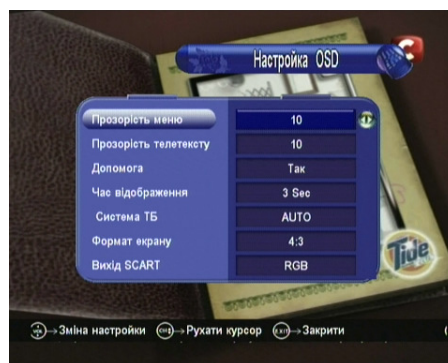 Настройка OSD
Прозорість меню 10
Прозорість телетексту 10
Допомога Так
Час відображення 3 Sec
Система ТБ AUTO
Формат екрану 4:3
Вихід SCART RGB
Tide
Зміна настройки Рухати курсор EXIT Закрити